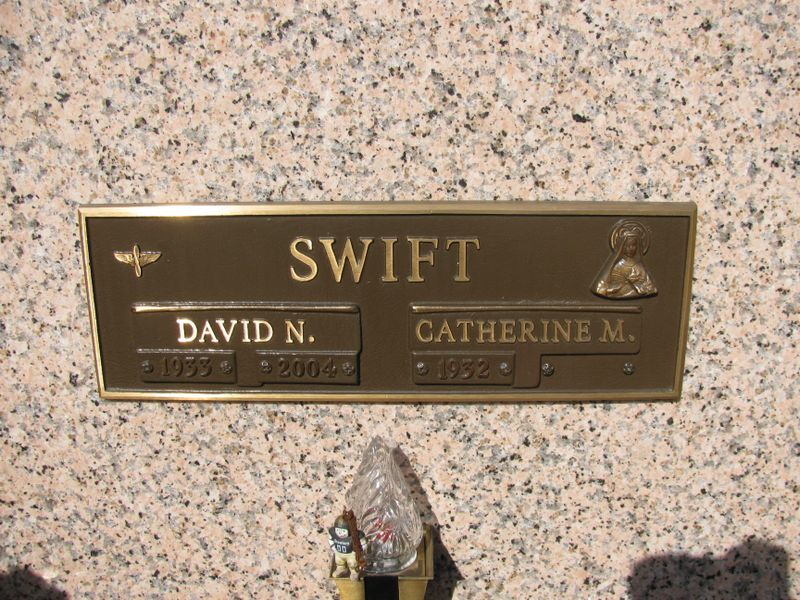 SWIFT
DAVID N. CATHERINE M.
1933 2004 1932